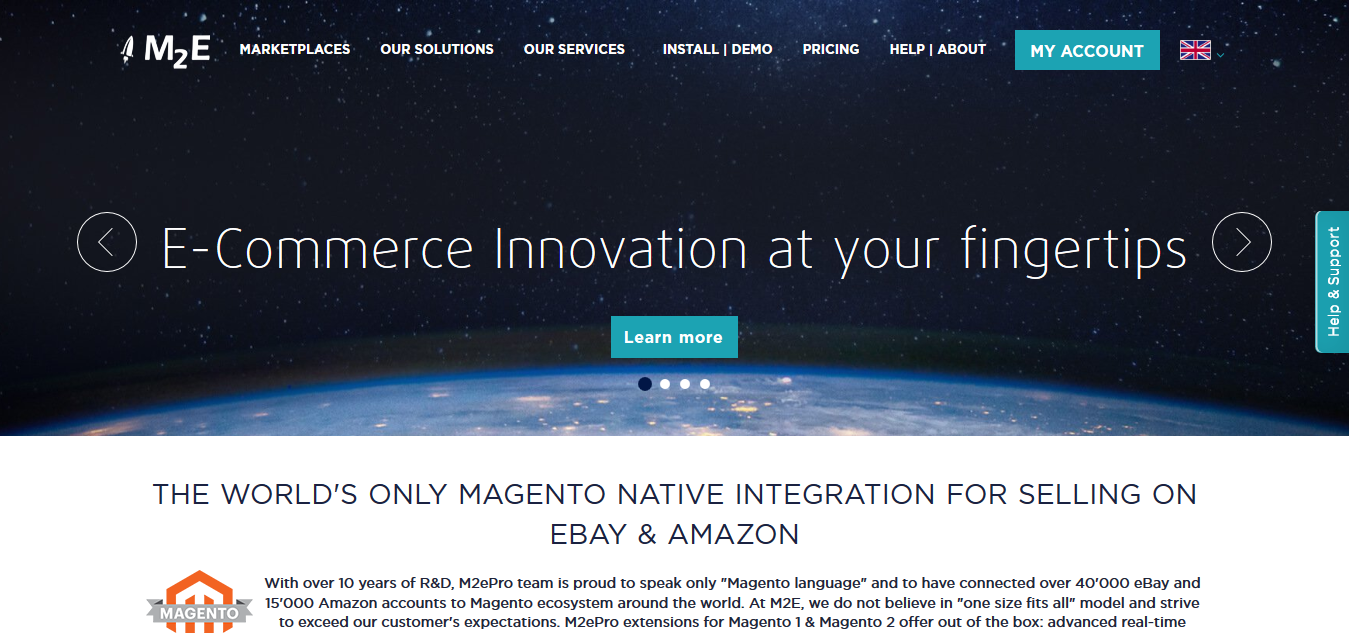 M2E MARKETPLACES OUR SOLUTIONS OUR SERVICES INSTALL | DEMO PRICING HELP | ABOUT MY ACCOUNT
E-Commerce Innovation at your fingertips
Help & Support
Learn more
THE WORLD'S ONLY MAGENTO NATIVE INTEGRATION FOR SELLING ON
EBAY & AMAZON
MAGENTO
With over 10 years of R&D, M2ePro team is proud to speak only "Magento language" and to have connected over 40'000 eBay and
15'000 Amazon accounts to Magento ecosystem around the world. At M2E, we do not believe in "one size fits all" model and strive
to exceed our customer's expectations. M2ePro extensions for Magento 1 & Magento 2 offer out of the box: advanced real-time